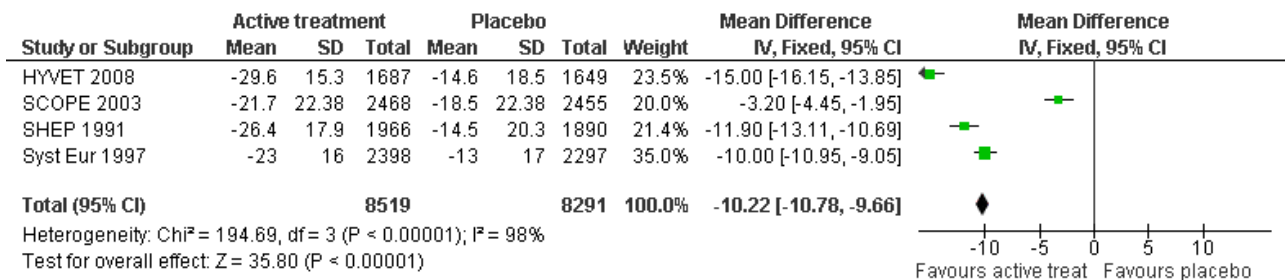 Active treatment Placebo Mean Difference Mean Difference
Study or Subgroup Mean SD Total Mean SD Total Weight IV, Fixed, 95% CI IV, Fixed, 95% CI
HYVET 2008 -29.6 15.3 1687 -14.6 18.5 1649 23.5% -15.00 [-16.15, -13.85]
SCOPE 2003 -21.7 22.38 2468 -18.5 22.38 2455 20.0% -3.20 [-4.45, -1.95]
SHEP 1991 -26.4 17.9 1966 -14.5 20.3 1890 21.4% -11.90 [-13.11, -10.69]
Syst Eur 1997 -23 16 2398 -13 17 2297 35.0% -10.00 [-10.95, -9.05]
Total (95% CI) 8519 8291 100.0% -10.22 [-10.78, -9.66]
Heterogeneity: Chi² = 194.69, df = 3 (P < 0.00001); I² = 98%
Test for overall effect: Z = 35.80 (P < 0.00001)
-10 -5 0 5 10
Favours active treat Favours placebo